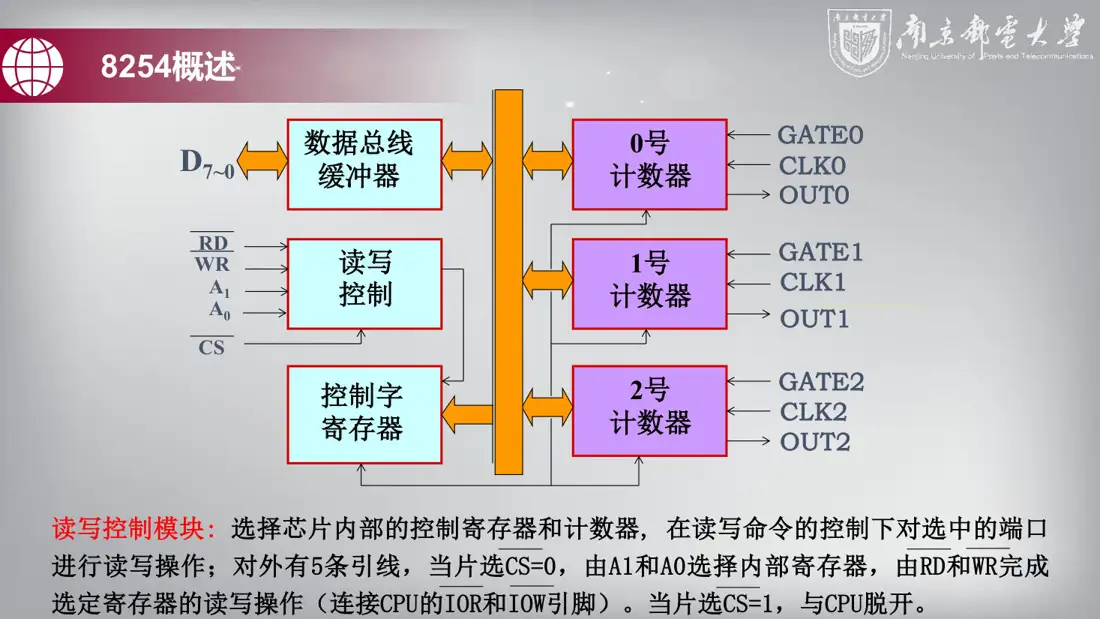 8254概述
南京邮电大学
Nanjing University of Posts and Telecommunications
D7~0
数据总线
缓冲器
0号
计数器
GATE0
CLK0
OUT0
RD
WR
A1
A0
CS
读写
控制
1号
计数器
GATE1
CLK1
OUT1
控制字
寄存器
2号
计数器
GATE2
CLK2
OUT2
读写控制模块：选择芯片内部的控制寄存器和计数器，在读写命令的控制下对选中的端口
进行读写操作；对外有5条引线，当片选CS=0，由A1和A0选择内部寄存器，由RD和WR完成
选定寄存器的读写操作（连接CPU的IOR和IOW引脚）。当片选CS=1，与CPU脱开。